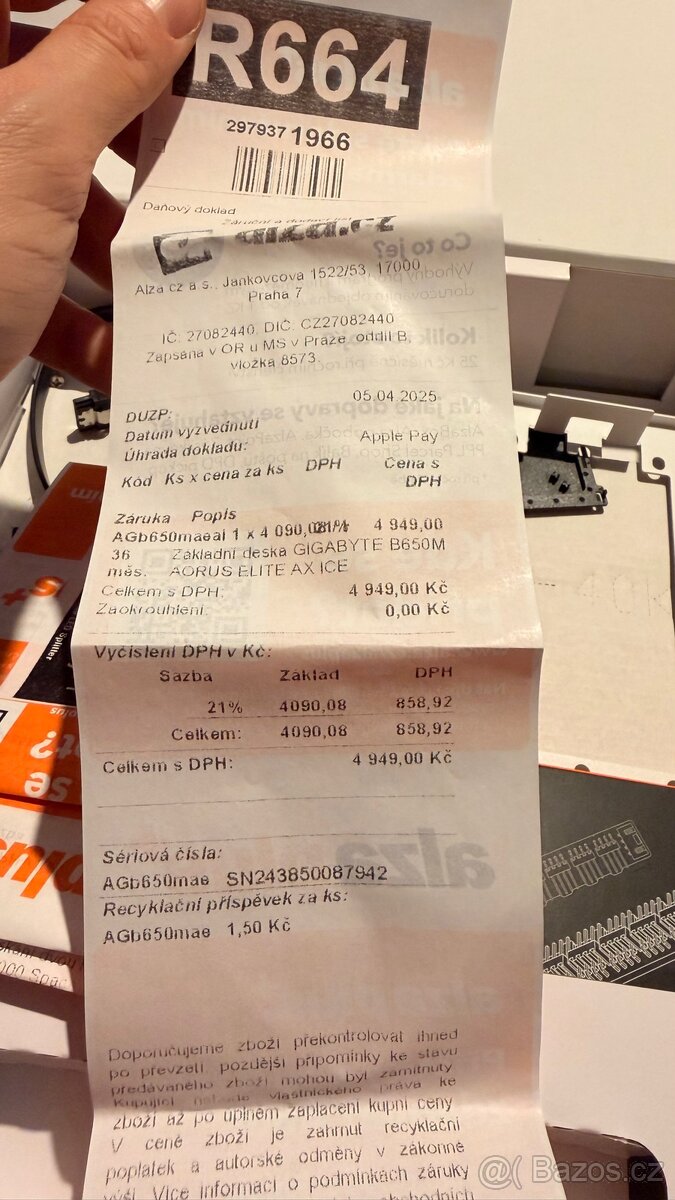 R664
297937 1966
Daňový doklad
alza.cz
Alza cz a s., Jankovcova 1522/53, 17000
Praha 7
IČ: 27082440, DIČ: CZ27082440
Zapsána v OR u MS v Praze, oddíl B,
vložka 8573
DUZP: 05.04.2025
Datum vyzvednutí
Úhrada dokladu: Apple Pay
Kód Ks x cena za ks DPH Cena s
DPH
Záruka Popis
AGb650maeai 1 x 4 090,08 21% 4 949,00
36 Základní deska GIGABYTE B650M
měs. AORUS ELITE AX ICE
Celkem s DPH: 4 949,00 Kč
Zaokrouhlení: 0,00 Kč
Vyčíslení DPH v Kč:
Sazba Základ DPH
21% 4090,08 858,92
Celkem: 4090,08 858,92
Celkem s DPH: 4 949,00 Kč
Sériová čísla:
AGb650mae SN243850087942
Recyklační příspěvek za ks:
AGb650mae 1,50 Kč
Doporučujeme zboží překontrolovat ihned
po převzetí, pozdější připomínky ke stavu
předávaného zboží mohou být zamítnuty
Kupující vlastnického práva ke
zboží až po úplném zaplacení kupní ceny
V ceně zboží je zahrnut recyklační
poplatek a autorské odměny v zákonné
výši. Více informací o podmínkách záruky
obchodních
Splitter
plus
Bazos.cz